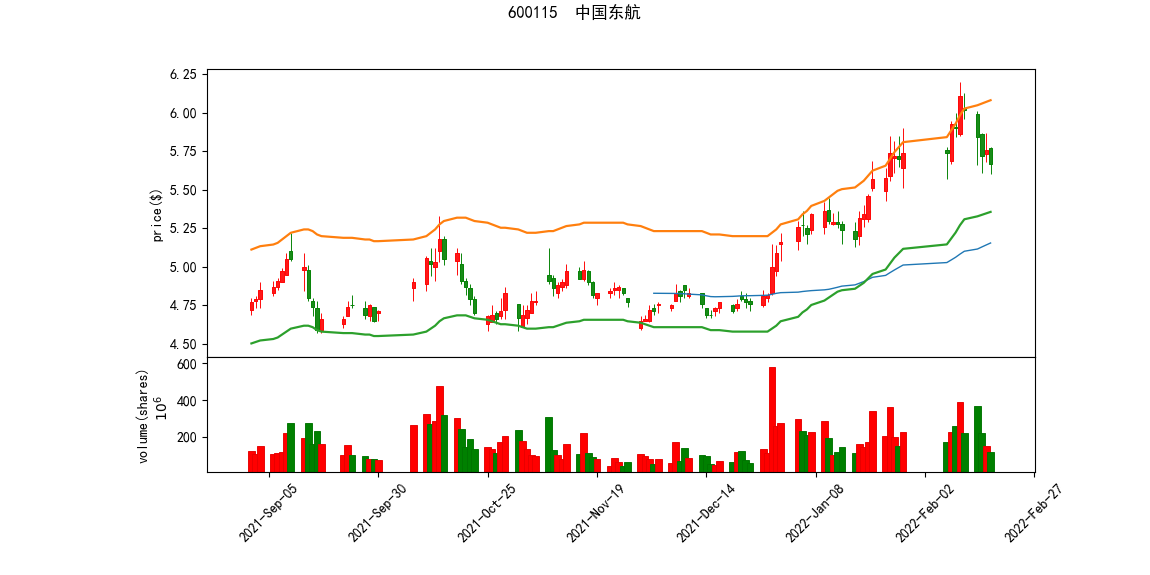 600115 中国东航
price($)
6.25
6.00
5.75
5.50
5.25
5.00
4.75
4.50
volume(shares)
10^6
600
400
200
2021-Sep-05
2021-Sep-30
2021-Oct-25
2021-Nov-19
2021-Dec-14
2022-Jan-08
2022-Feb-02
2022-Feb-27